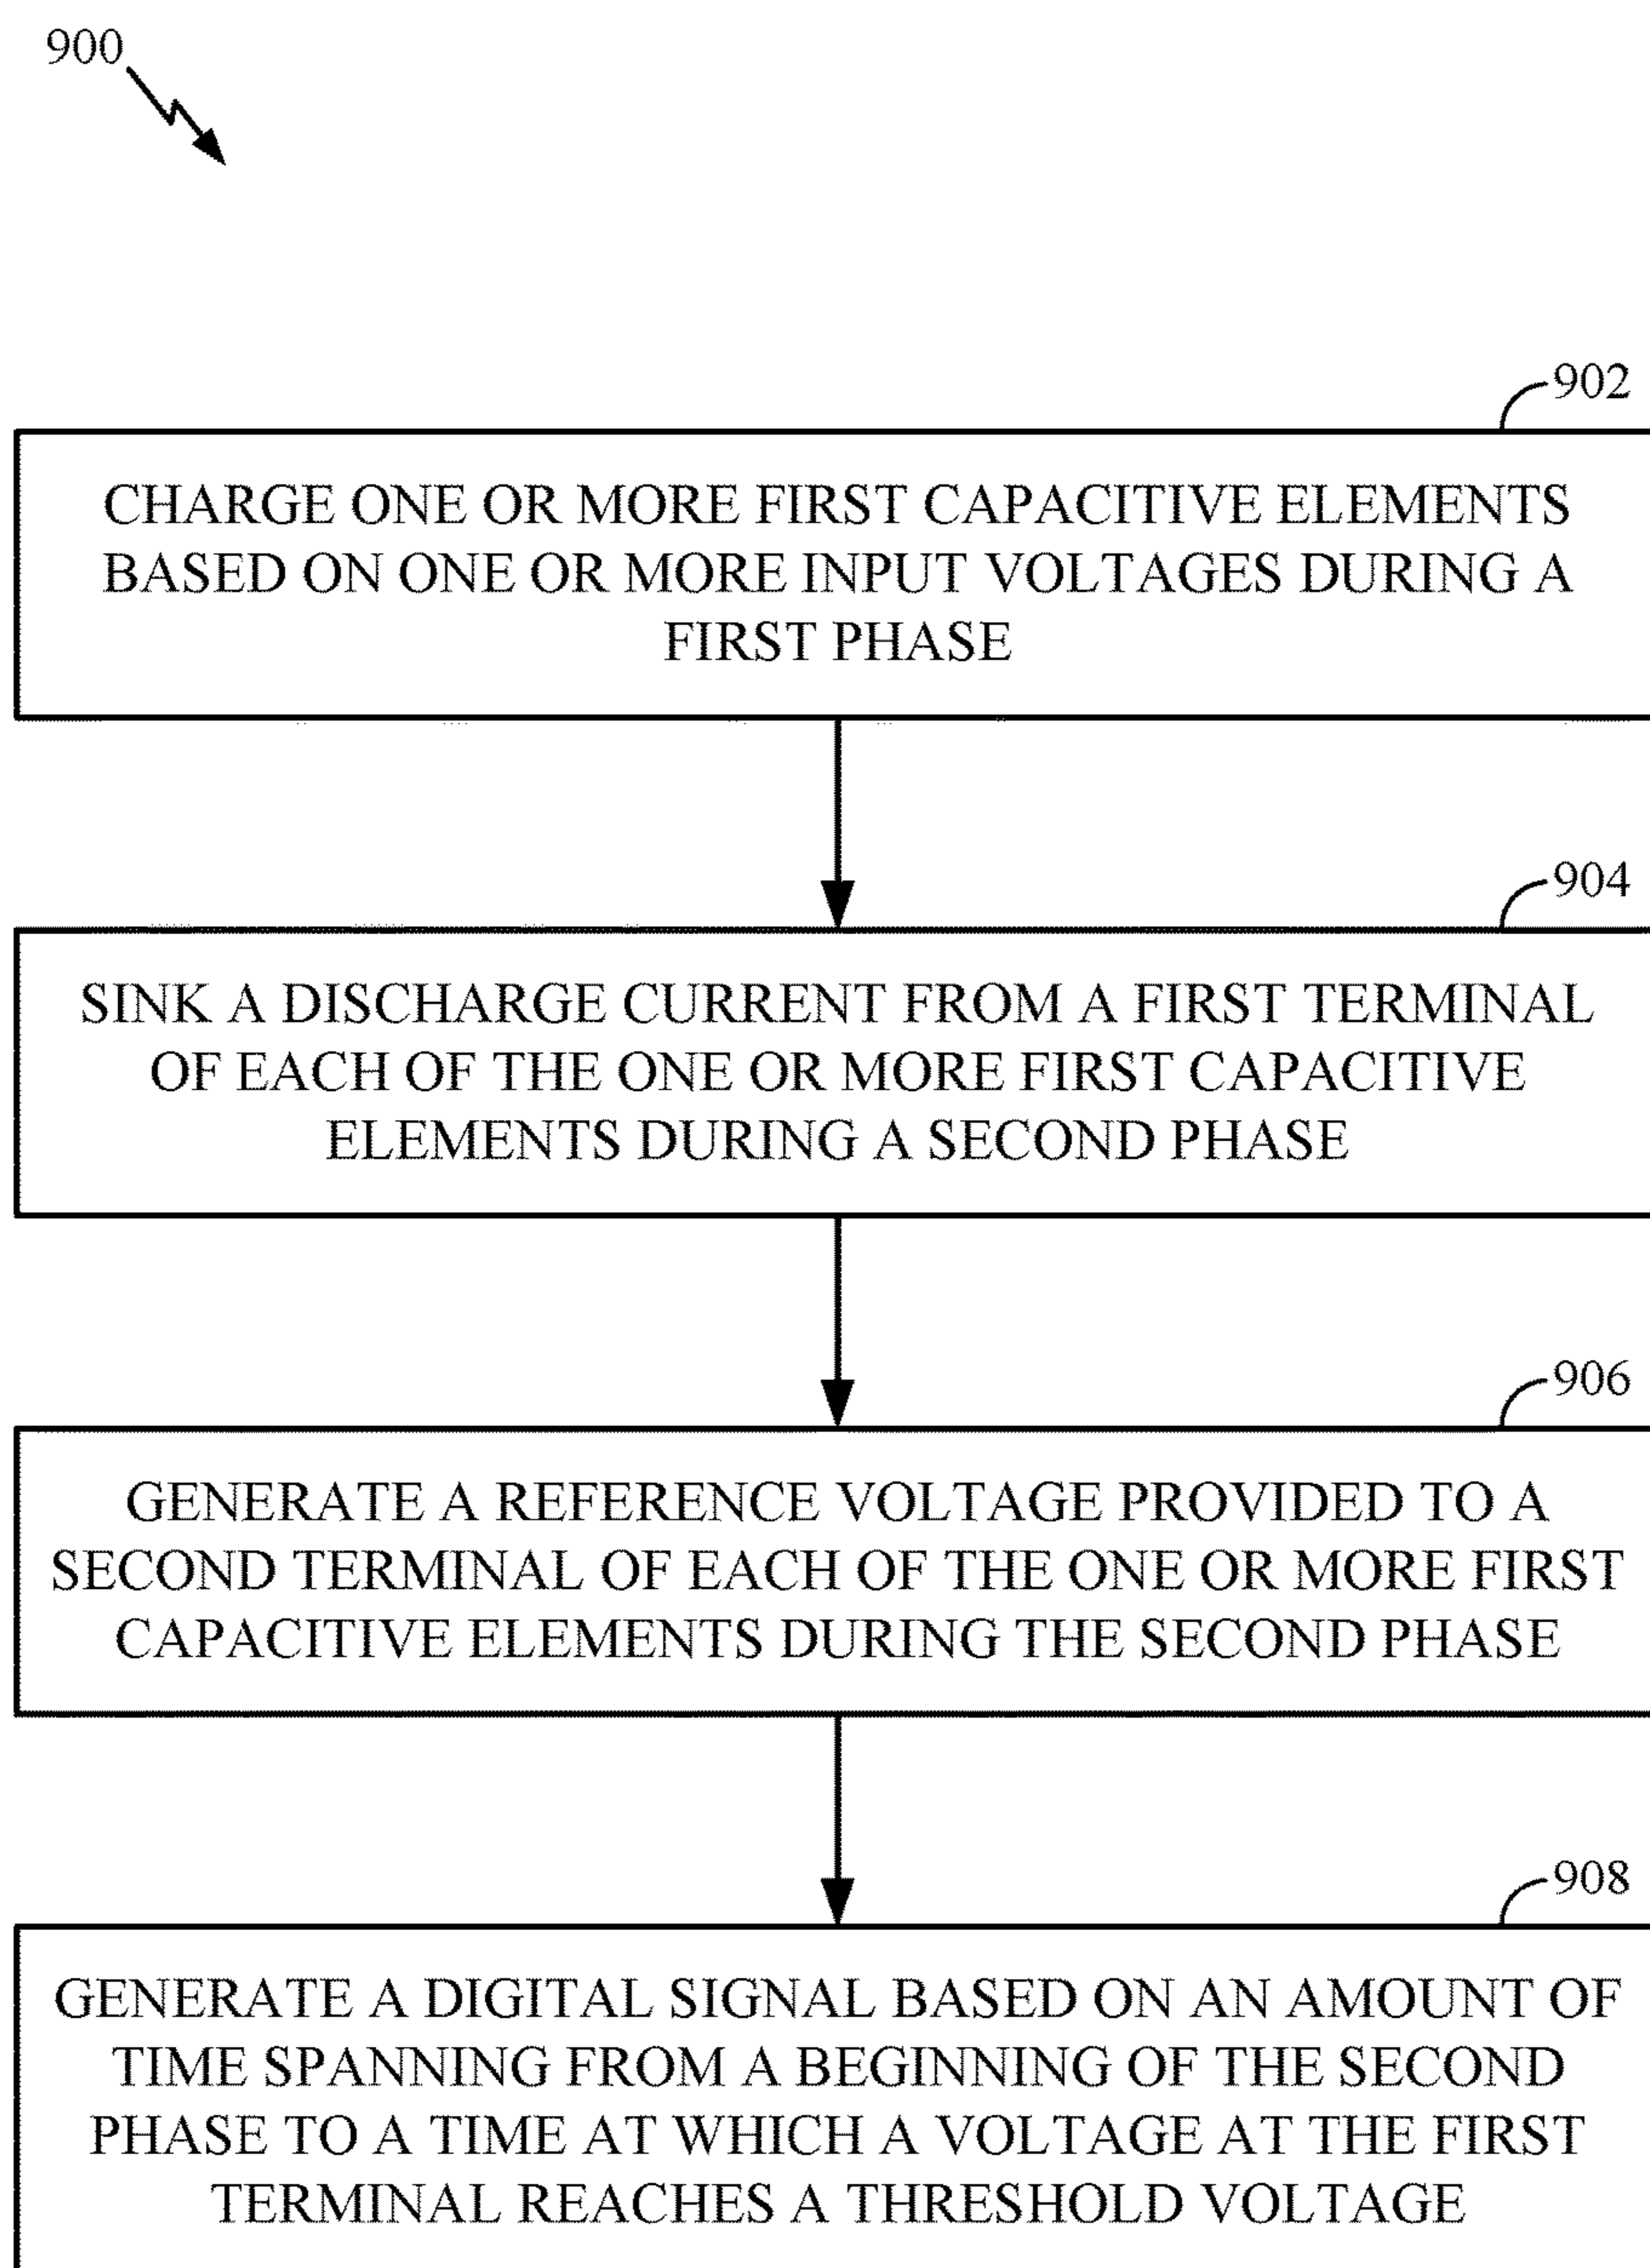 900
902
CHARGE ONE OR MORE FIRST CAPACITIVE ELEMENTS
BASED ON ONE OR MORE INPUT VOLTAGES DURING A
FIRST PHASE
904
SINK A DISCHARGE CURRENT FROM A FIRST TERMINAL
OF EACH OF THE ONE OR MORE FIRST CAPACITIVE
ELEMENTS DURING A SECOND PHASE
906
GENERATE A REFERENCE VOLTAGE PROVIDED TO A
SECOND TERMINAL OF EACH OF THE ONE OR MORE FIRST
CAPACITIVE ELEMENTS DURING THE SECOND PHASE
908
GENERATE A DIGITAL SIGNAL BASED ON AN AMOUNT OF
TIME SPANNING FROM A BEGINNING OF THE SECOND
PHASE TO A TIME AT WHICH A VOLTAGE AT THE FIRST
TERMINAL REACHES A THRESHOLD VOLTAGE